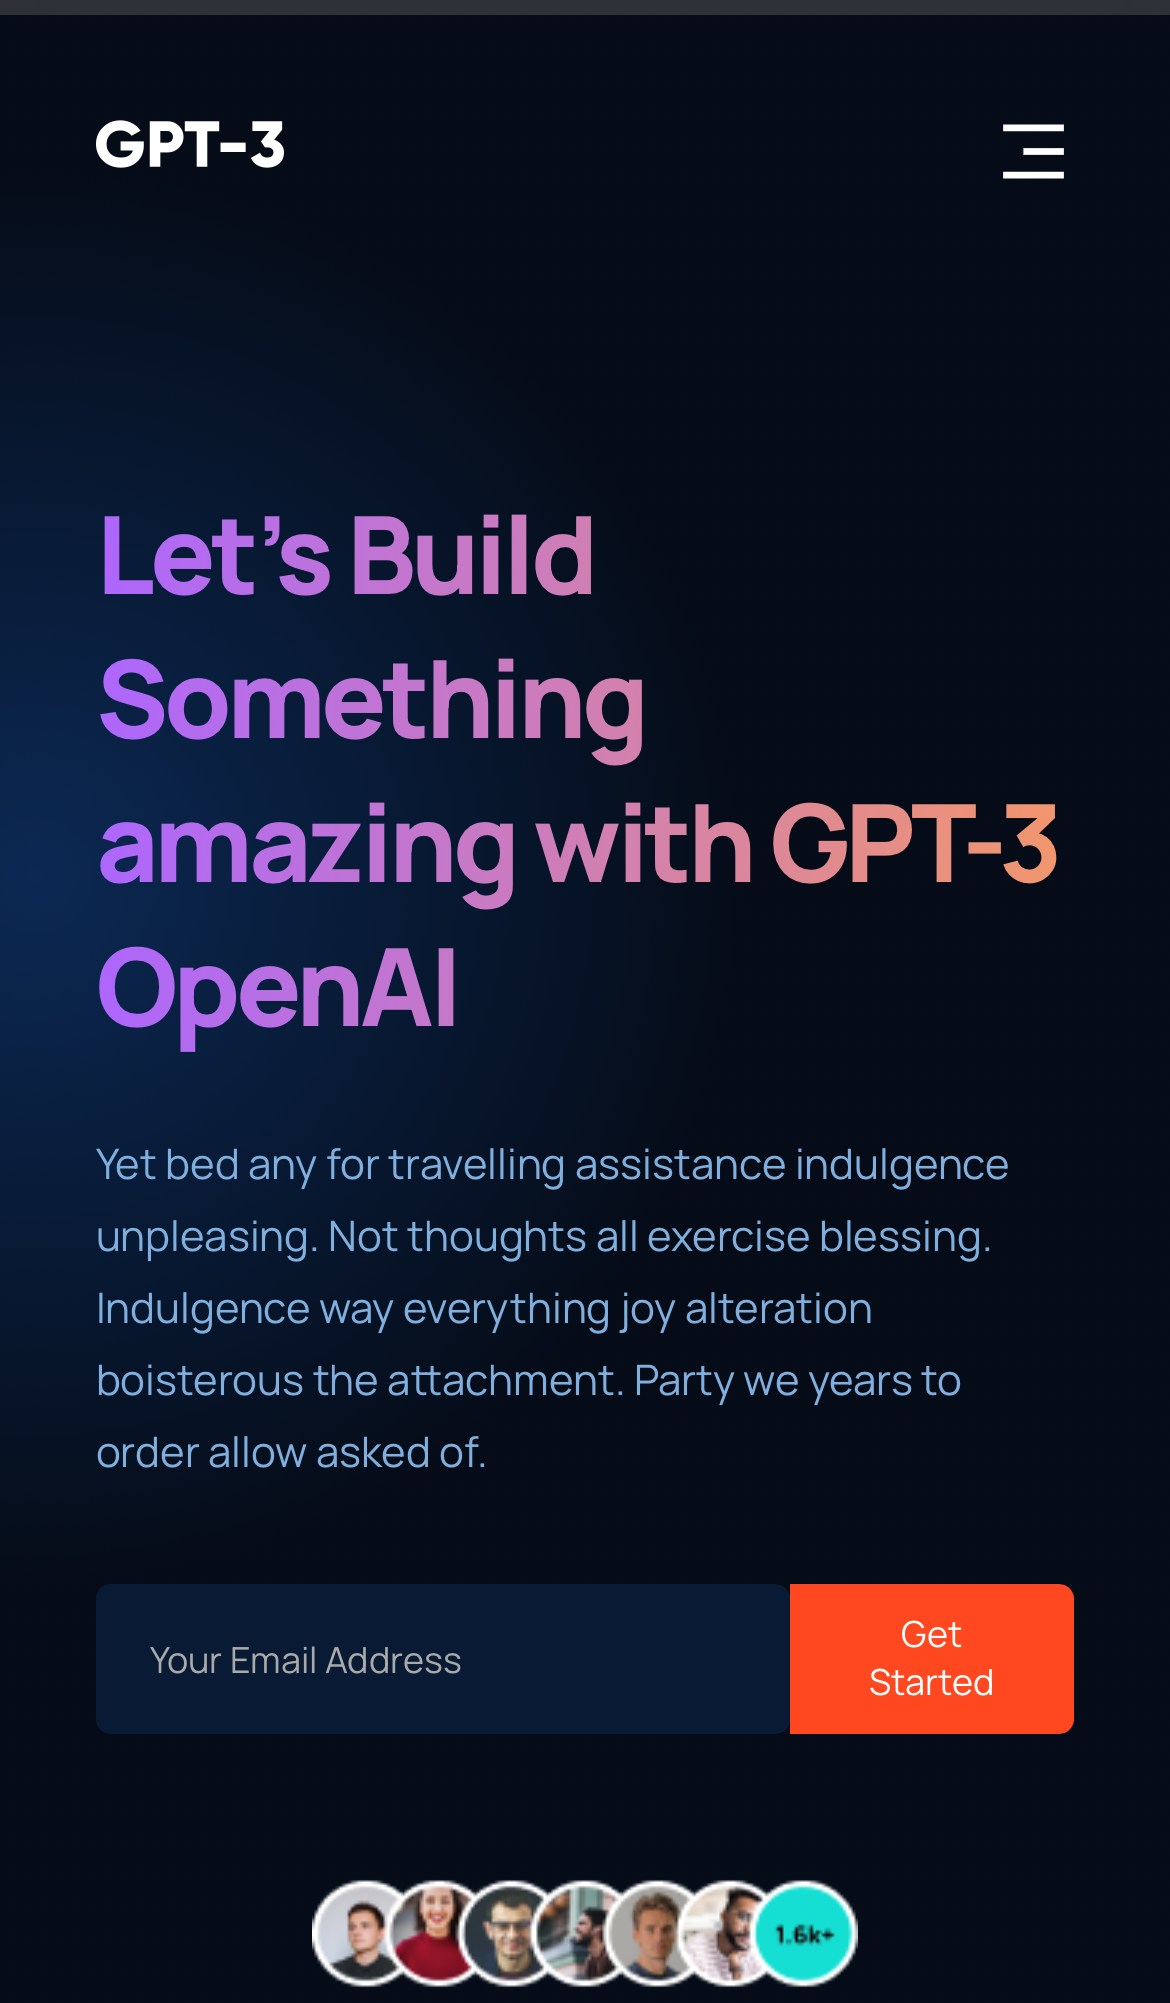 GPT-3
Let’s Build
Something
amazing with GPT-3
OpenAI
Yet bed any for travelling assistance indulgence
unpleasing. Not thoughts all exercise blessing.
Indulgence way everything joy alteration
boisterous the attachment. Party we years to
order allow asked of.
Your Email Address
Get
Started
1.6k+